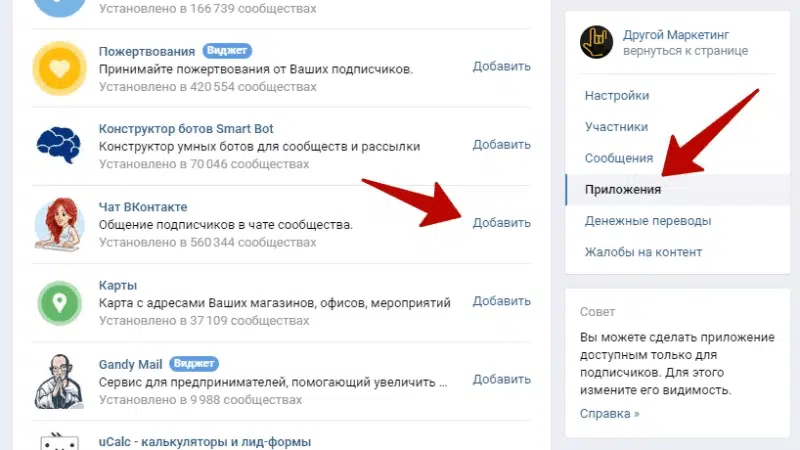 Установлено в 166 739 сообществах
Пожертвования Виджет
Принимайте пожертвования от Ваших подписчиков.
Установлено в 420 554 сообществах
Добавить
Конструктор ботов Smart Bot
Конструктор умных ботов для сообществ и рассылки
Установлено в 70 046 сообществах
Добавить
Чат ВКонтакте
Общение подписчиков в чате сообщества.
Установлено в 560 344 сообществах
Добавить
Карты
Карта с адресами Ваших магазинов, офисов, мероприятий
Установлено в 37 109 сообществах
Добавить
Gandy Mail Виджет
Сервис для предпринимателей, помогающий увеличить ...
Установлено в 9 988 сообществах
Добавить
uCalc - калькуляторы и лид-формы
Другой Маркетинг
вернуться к странице
Настройки
Участники
Сообщения
Приложения
Денежные переводы
Жалобы на контент
Совет
Вы можете сделать приложение
доступным только для
подписчиков. Для этого
измените его видимость.
Справка »